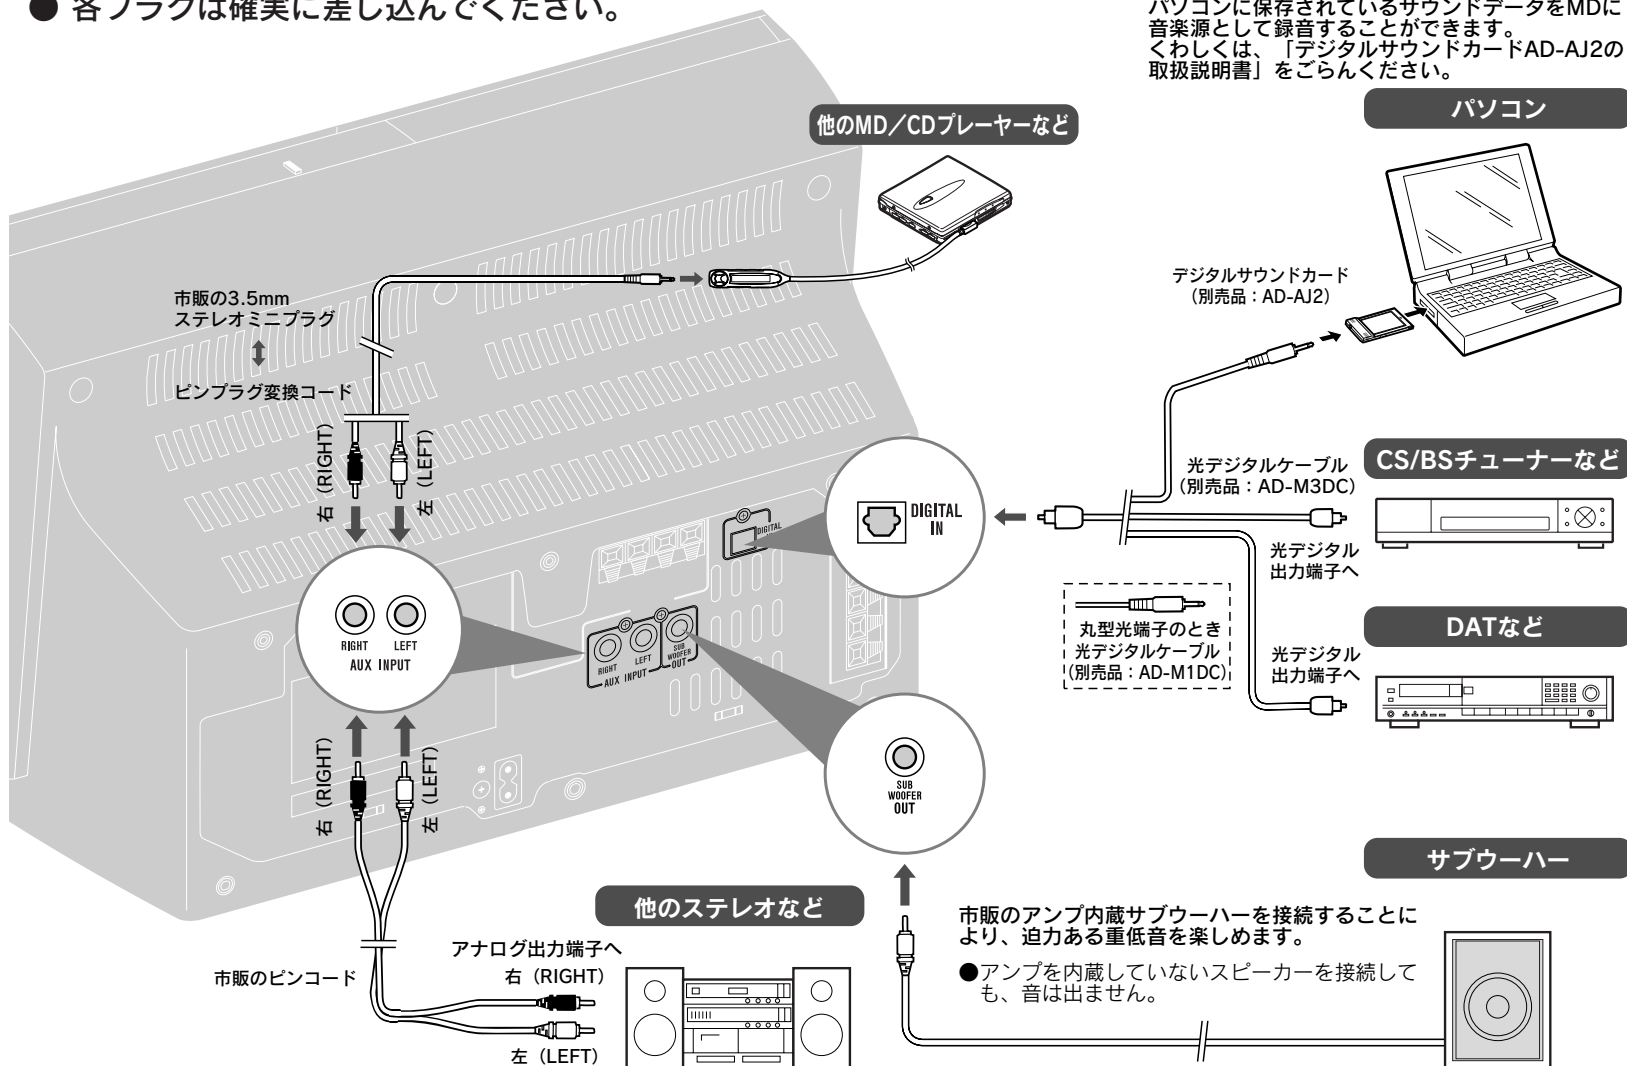 ● 各プラグは確実に差し込んでください。
パソコンに保存されているサウンドデータをMDに
音楽源として録音することができます。
くわしくは、「デジタルサウンドカードAD-AJ2の
取扱説明書」をごらんください。
他のMD／CDプレーヤーなど
パソコン
市販の3.5mm
ステレオミニプラグ
ピンプラグ変換コード
右（RIGHT）
左（LEFT）
デジタルサウンドカード
（別売品：AD-AJ2）
光デジタルケーブル
（別売品：AD-M3DC）
CS/BSチューナーなど
光デジタル
出力端子へ
DIGITAL
IN
DIGITAL
丸型光端子のとき
光デジタルケーブル
（別売品：AD-M1DC）
DATなど
光デジタル
出力端子へ
RIGHT
LEFT
AUX INPUT
RIGHT
LEFT
AUX INPUT
SUB
WOOFER
OUT
SUB
WOOFER
OUT
右（RIGHT）
左（LEFT）
サブウーハー
市販のアンプ内蔵サブウーハーを接続することに
より、迫力ある重低音を楽しめます。
●アンプを内蔵していないスピーカーを接続して
も、音は出ません。
他のステレオなど
アナログ出力端子へ
右（RIGHT）
市販のピンコード
左（LEFT）